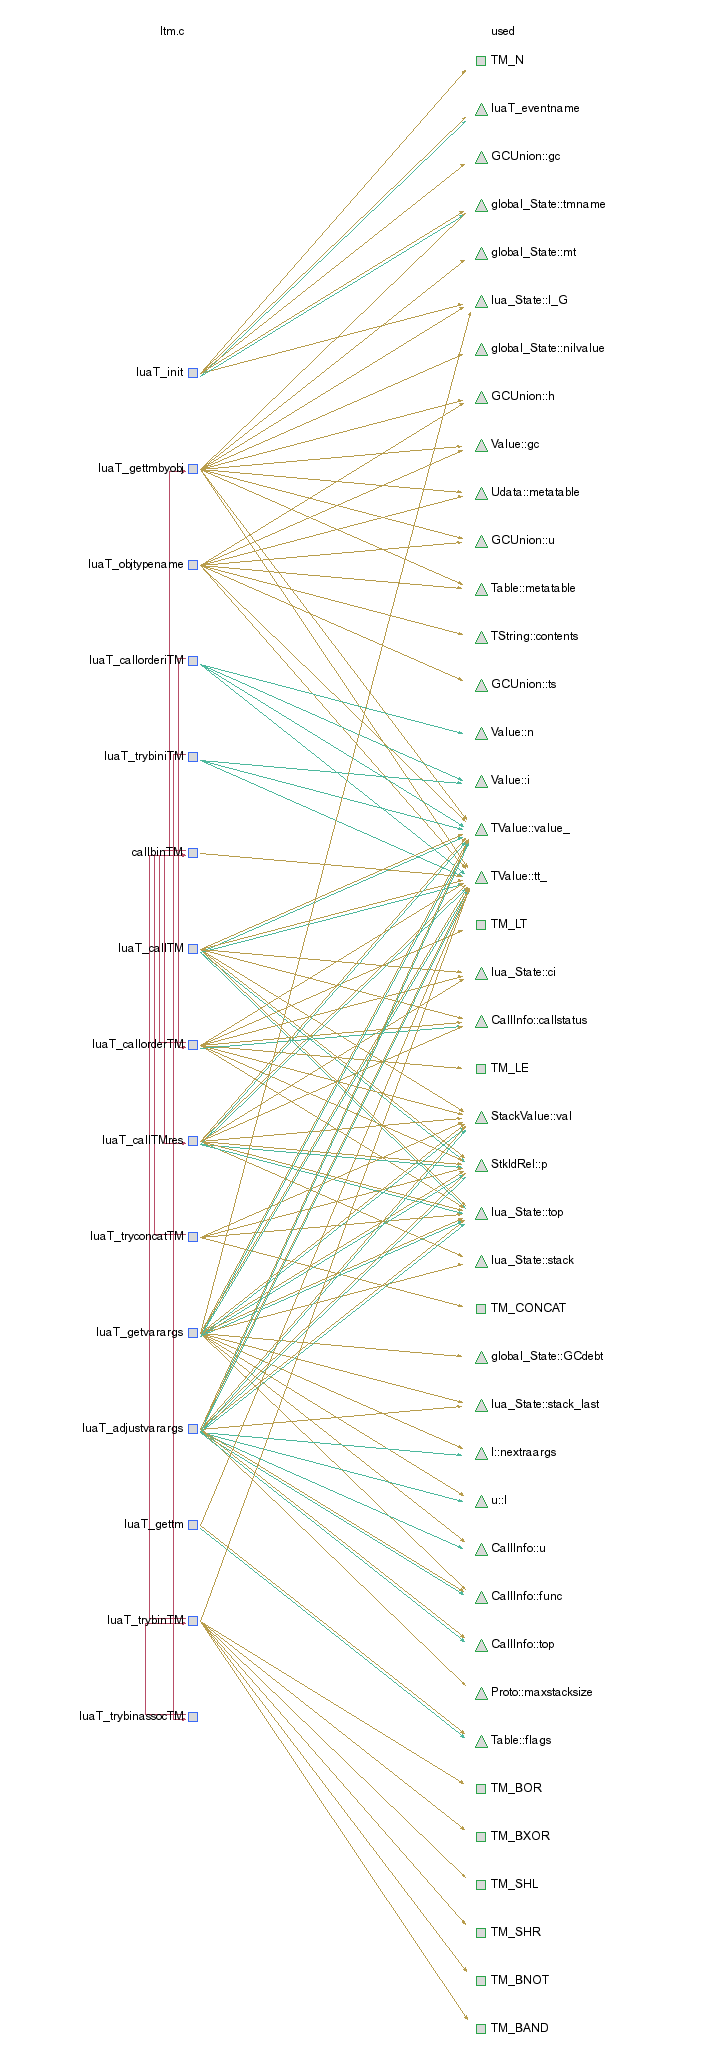 ltm.c
used
TM_N
luaT_eventname
GCUnion::gc
global_State::tmname
global_State::mt
lua_State::l_G
global_State::nilvalue
luaT_init
GCUnion::h
Value::gc
luaT_gettmbyobj
Udata::metatable
GCUnion::u
luaT_objtypename
Table::metatable
TString::contents
luaT_callorderiTM
GCUnion::ts
Value::n
luaT_trybiniTM
Value::i
TValue::value_
callbinTM
TValue::tt_
TM_LT
luaT_callTM
lua_State::ci
CallInfo::callstatus
luaT_callorderTM
TM_LE
StackValue::val
luaT_callTMres
StkIdRel::p
lua_State::top
luaT_tryconcatTM
lua_State::stack
TM_CONCAT
luaT_getvarargs
global_State::GCdebt
lua_State::stack_last
luaT_adjustvarargs
l::nextraargs
u::l
luaT_gettm
CallInfo::u
CallInfo::func
luaT_trybinTM
CallInfo::top
Proto::maxstacksize
luaT_trybinassocTM
Table::flags
TM_BOR
TM_BXOR
TM_SHL
TM_SHR
TM_BNOT
TM_BAND